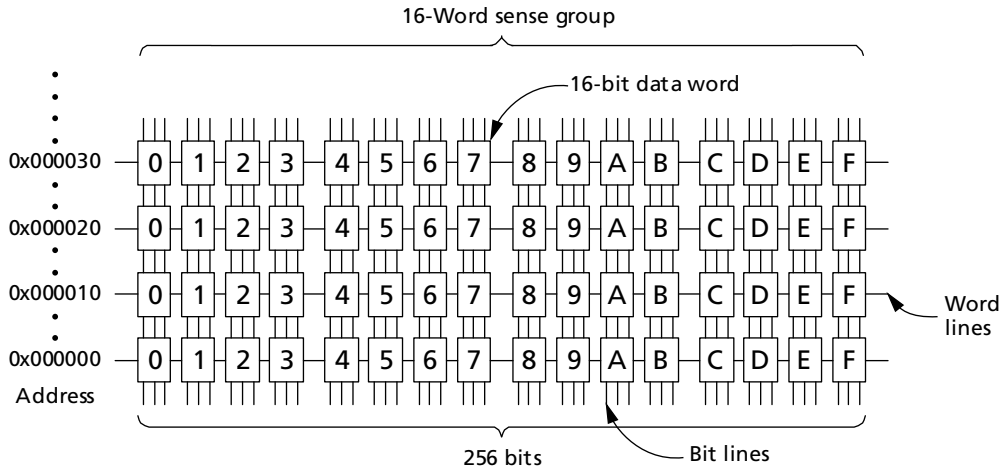 16-Word sense group
16-bit data word
0x000030 0 1 2 3 4 5 6 7 8 9 A B C D E F
0x000020 0 1 2 3 4 5 6 7 8 9 A B C D E F
0x000010 0 1 2 3 4 5 6 7 8 9 A B C D E F
Word
lines
0x000000 0 1 2 3 4 5 6 7 8 9 A B C D E F
Address
256 bits
Bit lines